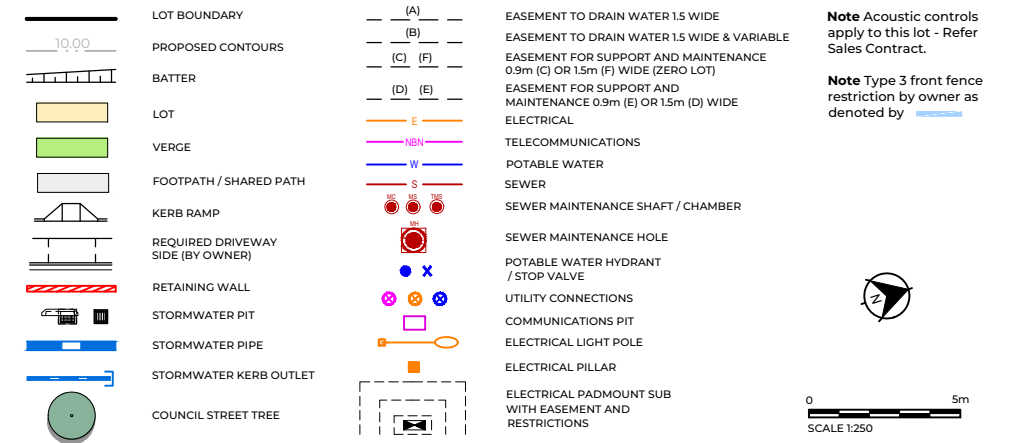 LOT BOUNDARY
10.00
PROPOSED CONTOURS
BATTER
LOT
VERGE
FOOTPATH / SHARED PATH
KERB RAMP
REQUIRED DRIVEWAY
SIDE (BY OWNER)
RETAINING WALL
STORMWATER PIT
STORMWATER PIPE
STORMWATER KERB OUTLET
COUNCIL STREET TREE
(A)
EASEMENT TO DRAIN WATER 1.5 WIDE
(B)
EASEMENT TO DRAIN WATER 1.5 WIDE & VARIABLE
(C) (F)
EASEMENT FOR SUPPORT AND MAINTENANCE
0.9m (C) OR 1.5m (F) WIDE (ZERO LOT)
(D) (E)
EASEMENT FOR SUPPORT AND
MAINTENANCE 0.9m (E) OR 1.5m (D) WIDE
E
ELECTRICAL
NBN
TELECOMMUNICATIONS
W
POTABLE WATER
S
SEWER
MC MS TMS
SEWER MAINTENANCE SHAFT / CHAMBER
MH
SEWER MAINTENANCE HOLE
POTABLE WATER HYDRANT
/ STOP VALVE
UTILITY CONNECTIONS
COMMUNICATIONS PIT
ELECTRICAL LIGHT POLE
ELECTRICAL PILLAR
ELECTRICAL PADMOUNT SUB
WITH EASEMENT AND
RESTRICTIONS
Note Acoustic controls
apply to this lot - Refer
Sales Contract.
Note Type 3 front fence
restriction by owner as
denoted by
N
0 5m
SCALE 1:250